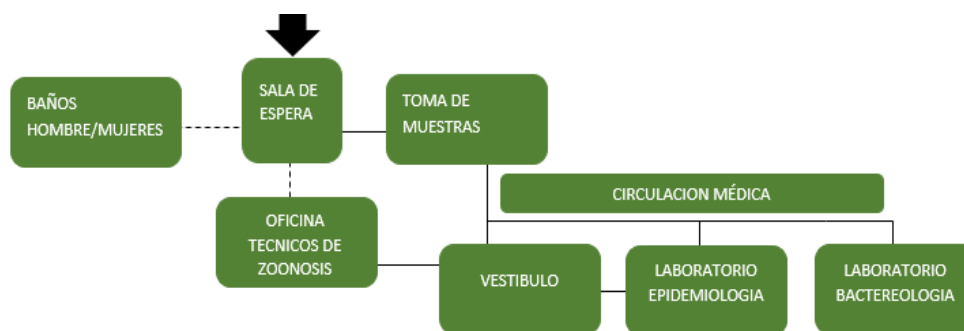 BAÑOS
HOMBRE/MUJERES
SALA DE
ESPERA
TOMA DE
MUESTRAS
CIRCULACION MÉDICA
OFICINA
TECNICOS DE
ZOONOSIS
VESTIBULO
LABORATORIO
EPIDEMIOLOGIA
LABORATORIO
BACTEREOLOGIA